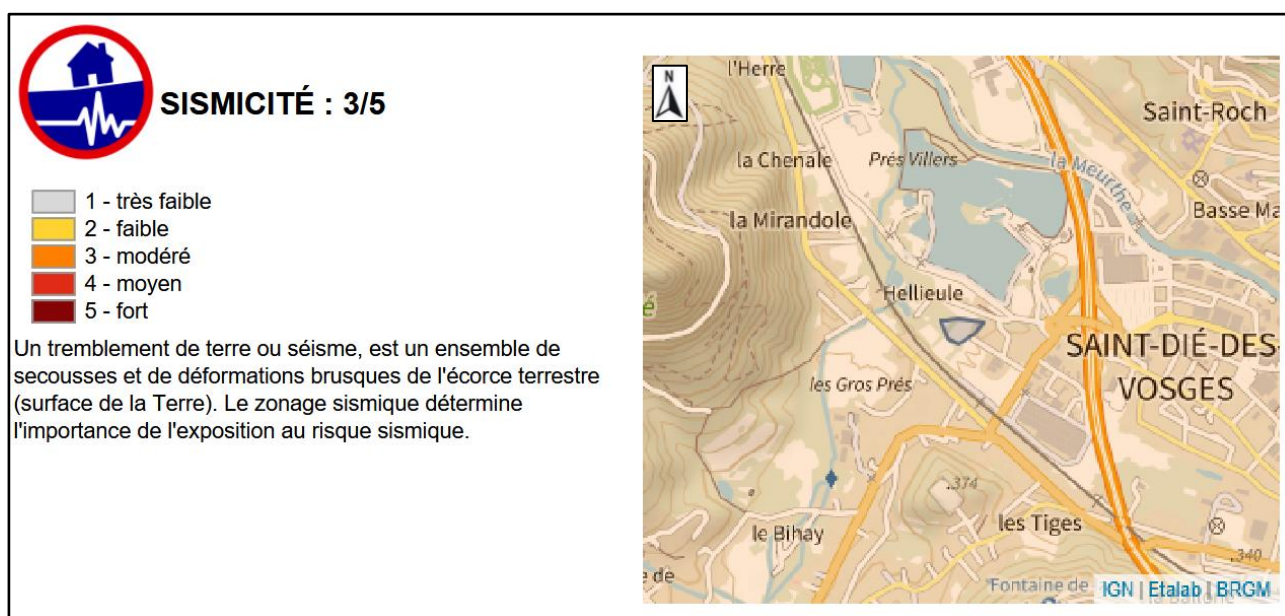 SISMICITÉ : 3/5
1 - très faible
2 - faible
3 - modéré
4 - moyen
5 - fort
Un tremblement de terre ou séisme, est un ensemble de
secousses et de déformations brusques de l'écorce terrestre
(surface de la Terre). Le zonage sismique détermine
l'importance de l'exposition au risque sismique.
N
l'Herre
Saint-Roch
la Chenale
Prés Villers
la Meurthe
Basse Ma
la Mirandole
Hellieule
é
SAINT-DIÉ-DES-
VOSGES
les Gros Prés
.374
les Tiges
le Bihay
.340
e de
Fontaine de
IGN | Etalab | BRGM